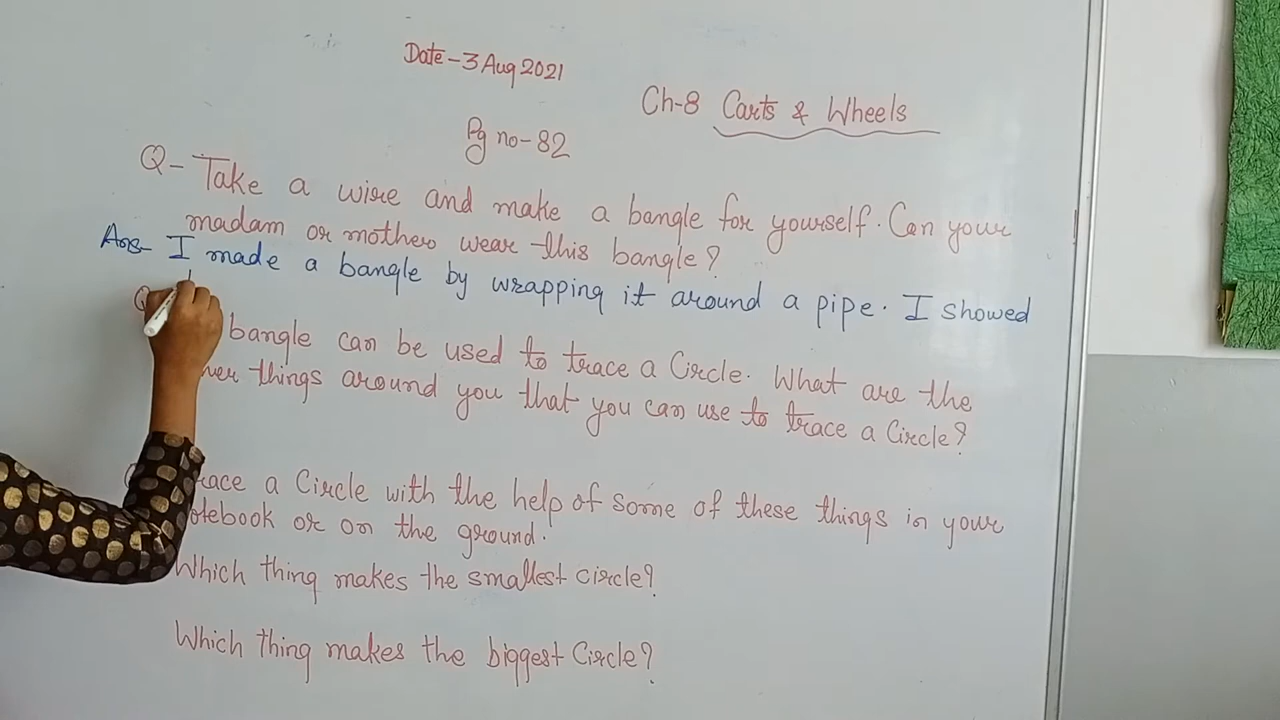 Date-3 Aug 2021
Ch-8 Carts & Wheels
Pg no-82
Q- Take a wire and make a bangle for yourself. Can your
madam or mother wear this bangle?
Ans- I made a bangle by wrapping it around a pipe. I showed
Q bangle can be used to trace a Circle. What are the
things around you that you can use to trace a Circle?
a Circle with the help of some of these things in your
or on the ground.
Which thing makes the smallest circle?
Which thing makes the biggest Circle?